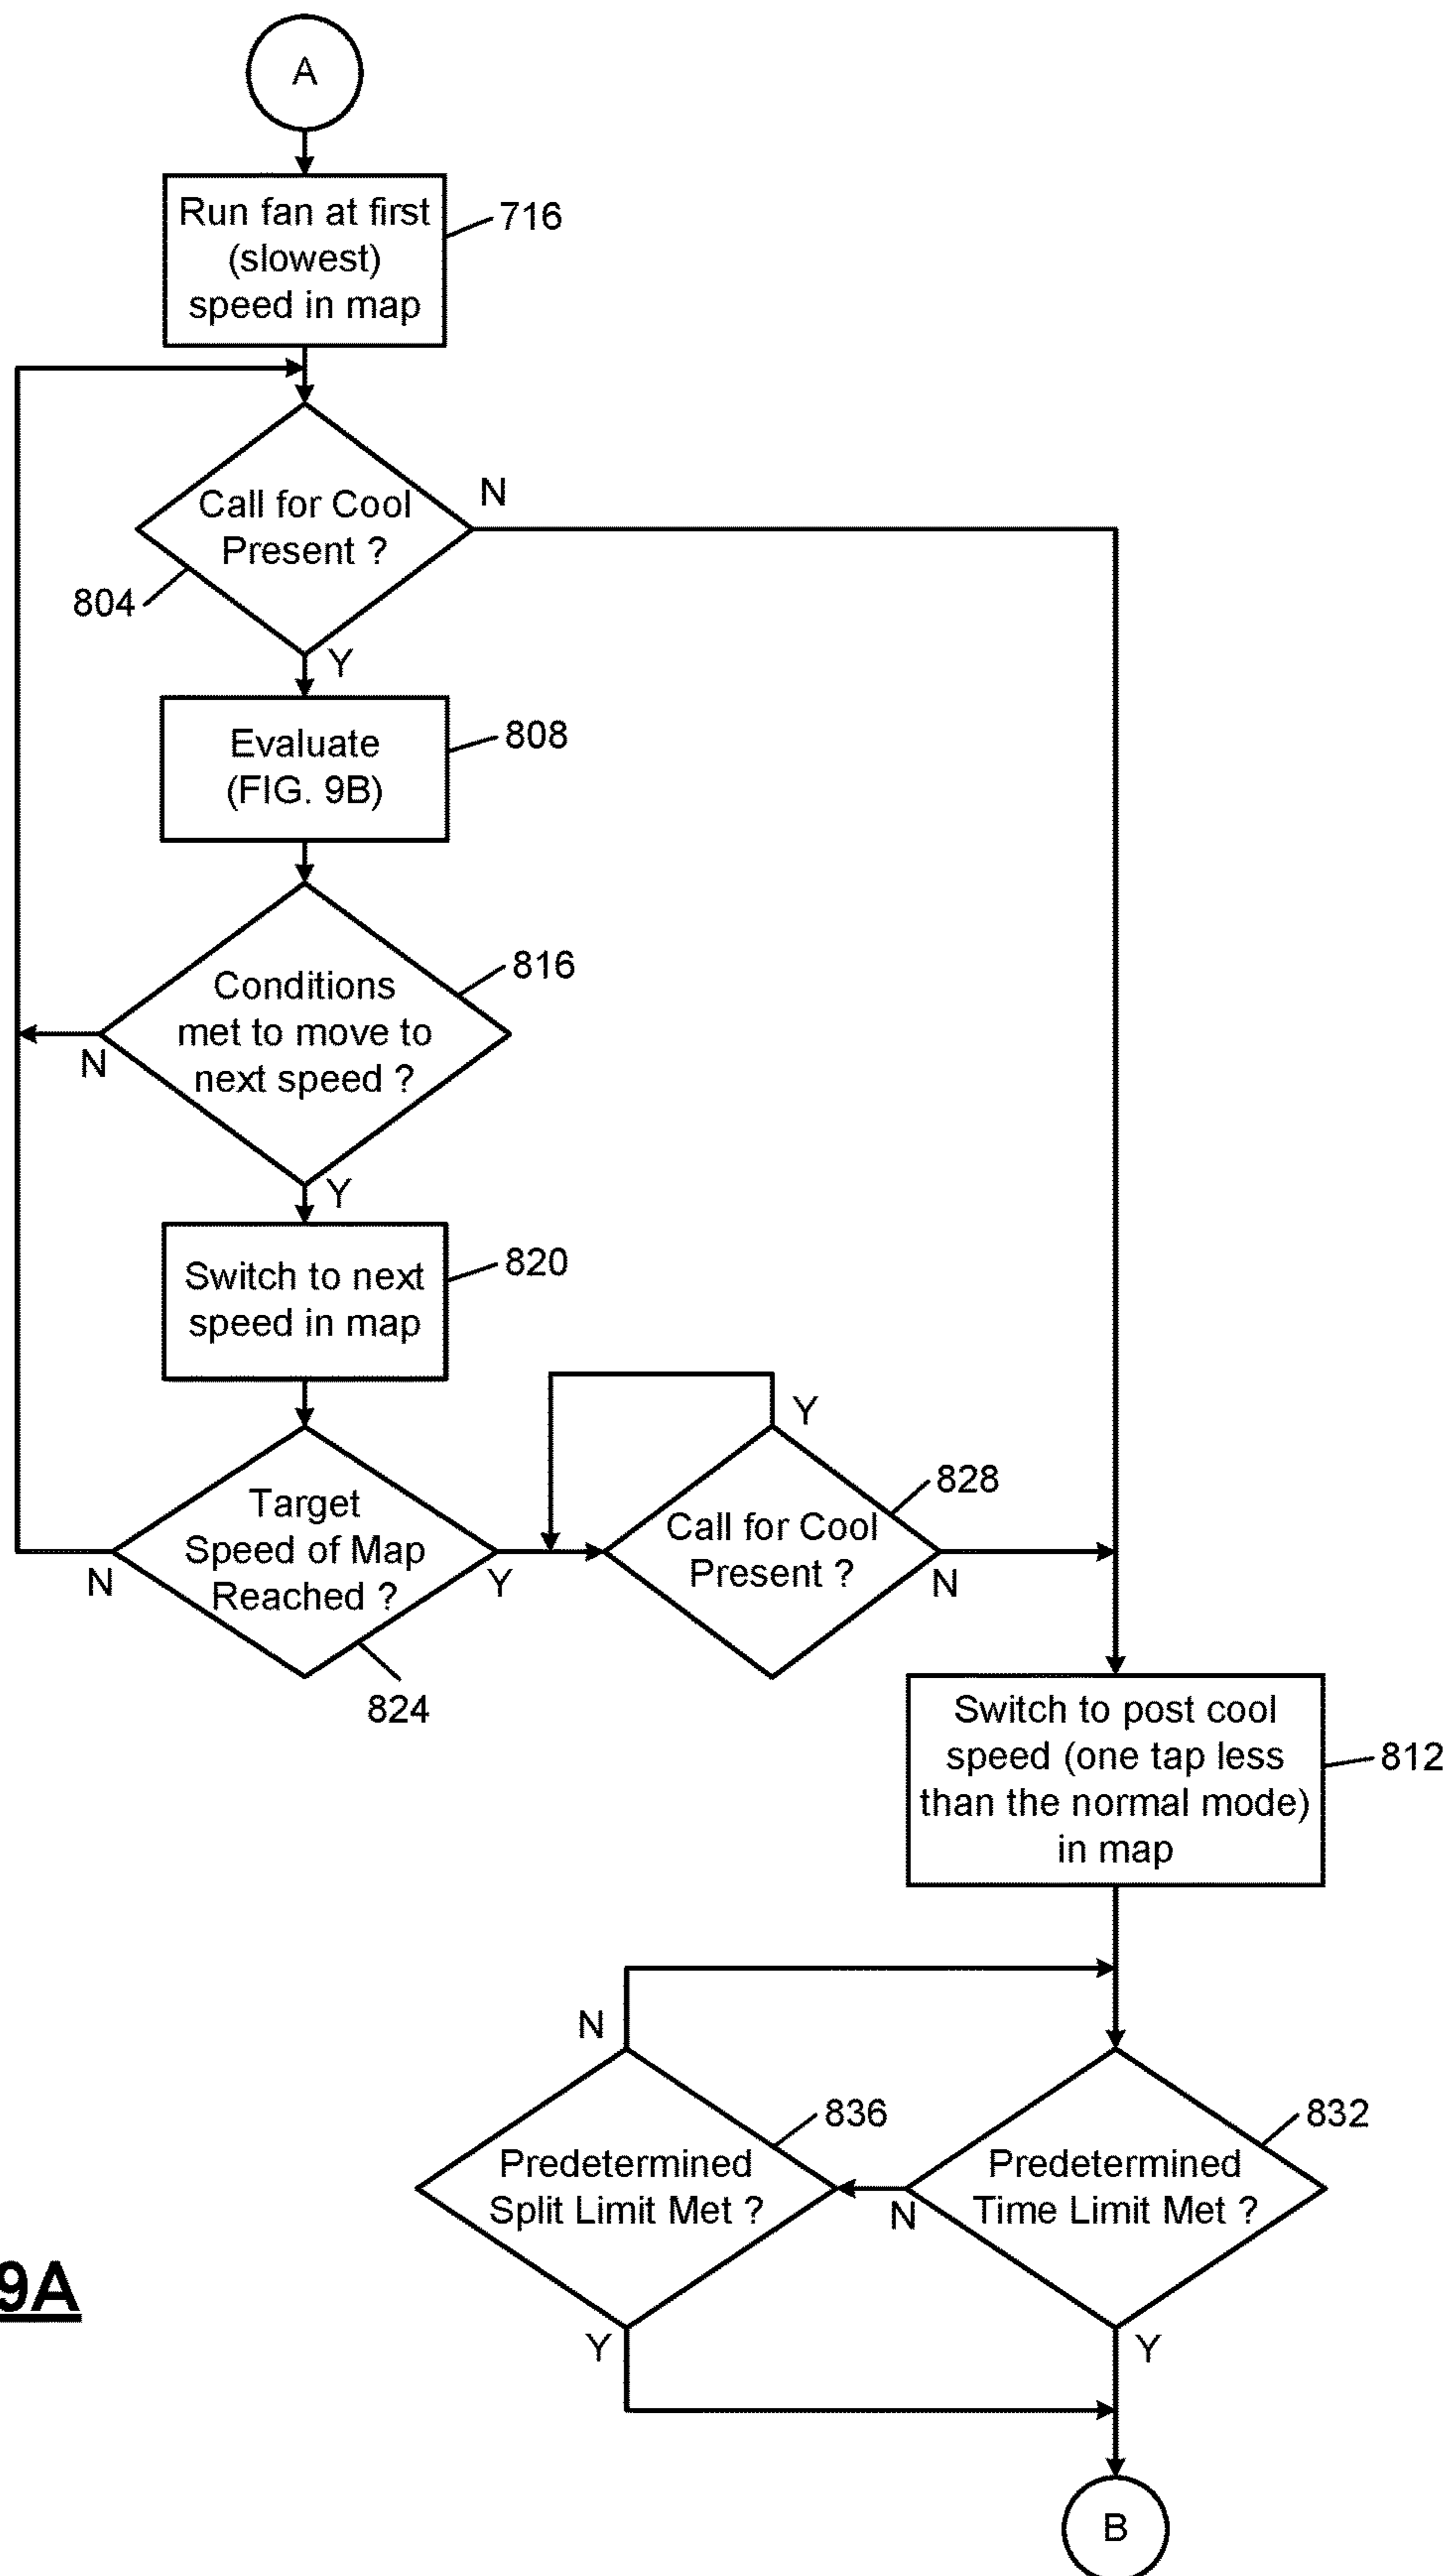 A
Run fan at first
(slowest)
speed in map
716
Call for Cool
Present ?
N
804
Y
Evaluate
(FIG. 9B)
808
Conditions
met to move to
next speed ?
816
N
Y
Switch to next
speed in map
820
Target
Speed of Map
Reached ?
N
Y
824
Y
Call for Cool
Present ?
828
N
Switch to post cool
speed (one tap less
than the normal mode)
in map
812
N
Predetermined
Split Limit Met ?
836
Y
Predetermined
Time Limit Met ?
832
N
Y
9A
B